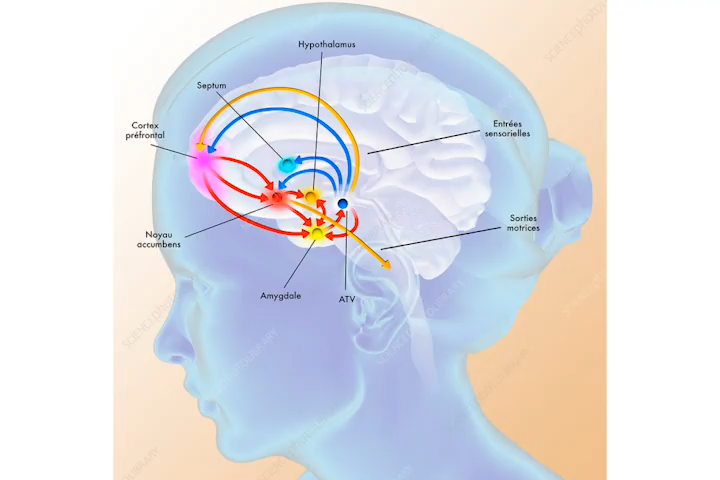 Hypothalamus
Septum
Cortex
préfrontal
Entrées
sensorielles
Noyau
accumbens
Sorties
motrices
Amygdale
ATV